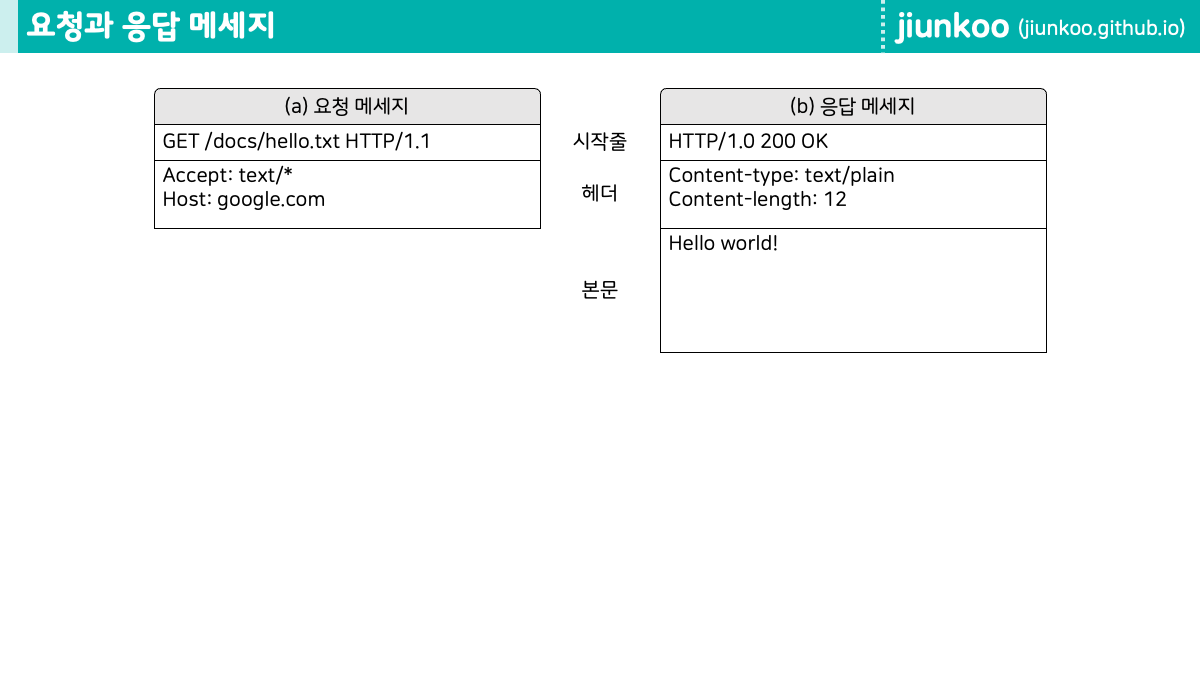 요청과 응답 메세지
jiunkoo (jiunkoo.github.io)
(a) 요청 메세지
GET /docs/hello.txt HTTP/1.1
Accept: text/*
Host: google.com
시작줄
헤더
본문
(b) 응답 메세지
HTTP/1.0 200 OK
Content-type: text/plain
Content-length: 12
Hello world!